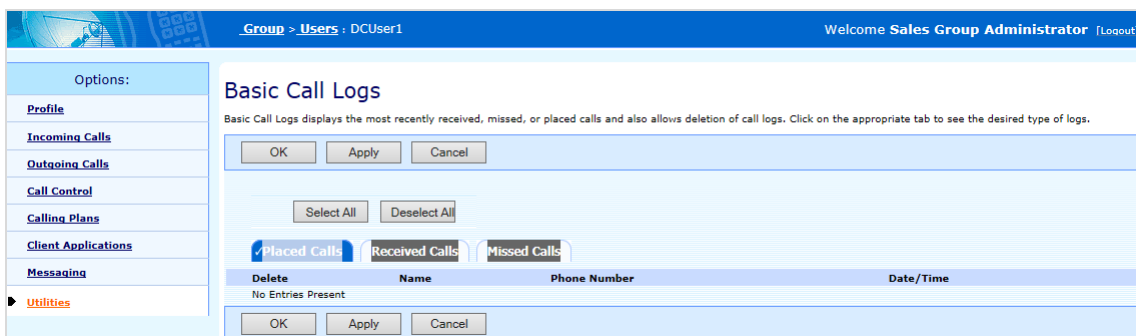 Group > Users : DCUser1
Welcome Sales Group Administrator [Logout]
Options:
Profile
Incoming Calls
Outgoing Calls
Call Control
Calling Plans
Client Applications
Messaging
Utilities
Basic Call Logs
Basic Call Logs displays the most recently received, missed, or placed calls and also allows deletion of call logs. Click on the appropriate tab to see the desired type of logs.
OK Apply Cancel
Select All Deselect All
✓Placed Calls Received Calls Missed Calls
Delete Name Phone Number Date/Time
No Entries Present
OK Apply Cancel